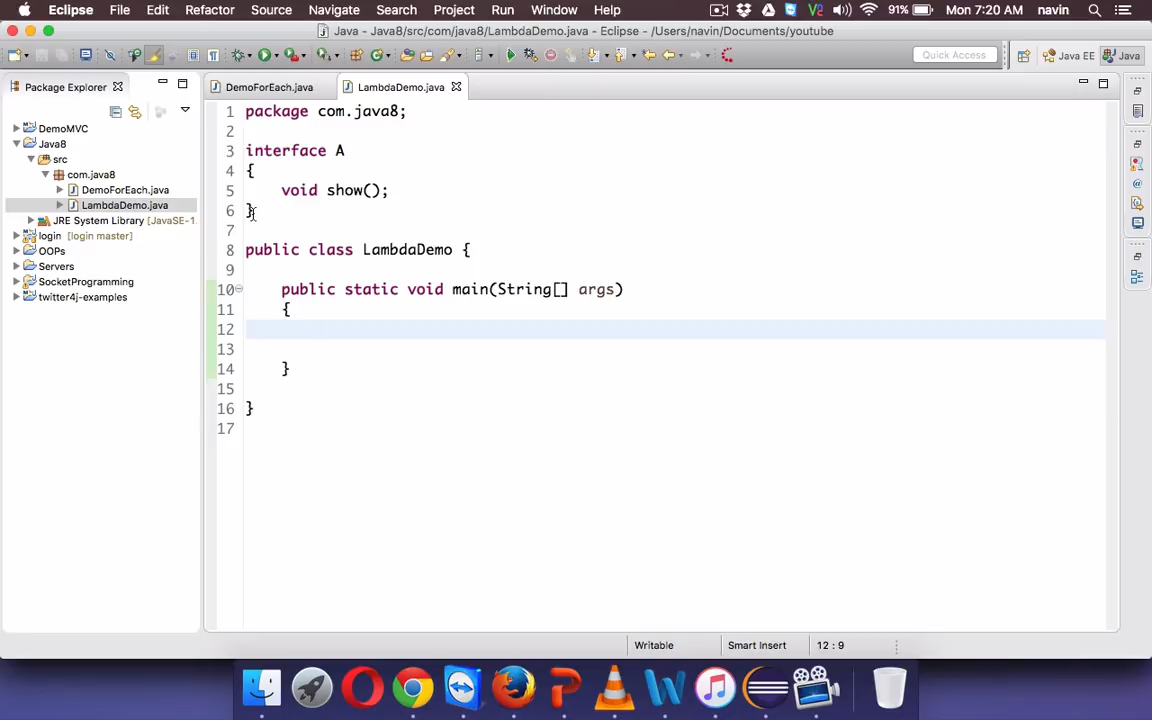 Eclipse File Edit Refactor Source Navigate Search Project Run Window Help 91% Mon 7:20 AM navin
Java - Java8/src/com/java8/LambdaDemo.java - Eclipse - /Users/navin/Documents/youtube
Quick Access Java EE Java
Package Explorer
DemoMVC
Java8
src
com.java8
DemoForEach.java
LambdaDemo.java
JRE System Library [JavaSE-1.
login [login master]
OOPs
Servers
SocketProgramming
twitter4j-examples
DemoForEach.java LambdaDemo.java
1 package com.java8;
2
3 interface A
4 {
5 void show();
6 }
7
8 public class LambdaDemo {
9
10 public static void main(String[] args)
11 {
12
13
14 }
15
16 }
17
Writable Smart Insert 12 : 9